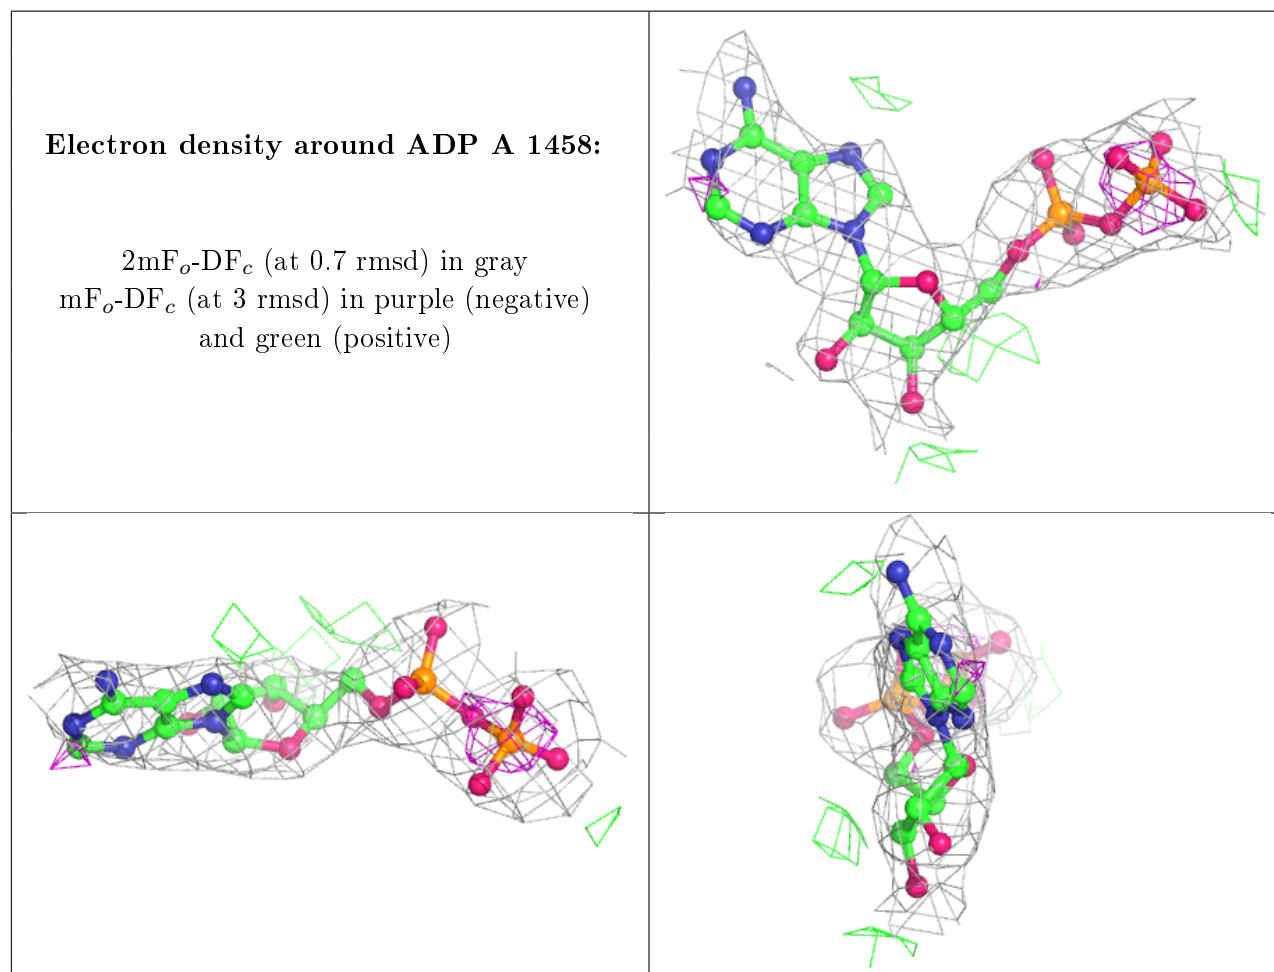 Electron density around ADP A 1458:
2mFo-DFc (at 0.7 rmsd) in gray
mFo-DFc (at 3 rmsd) in purple (negative)
and green (positive)